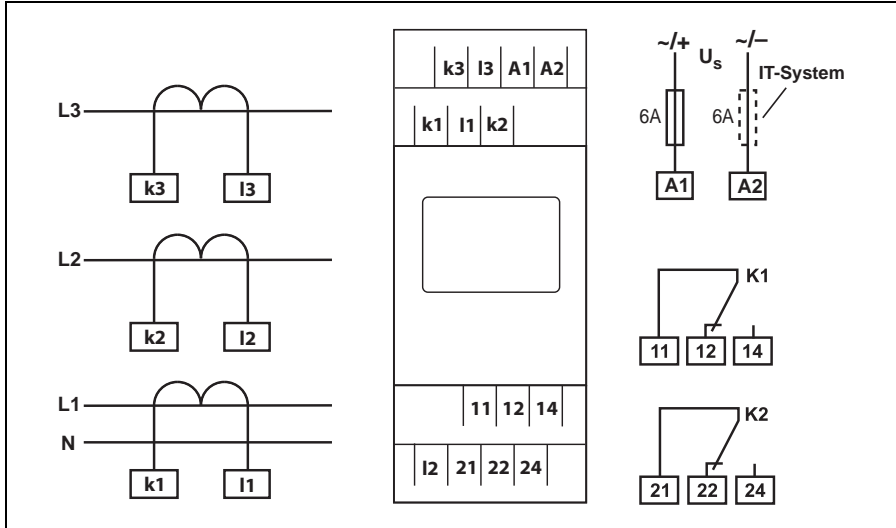 L3
k3 l3
L2
k2 l2
L1
N
k1 l1
k3 l3 A1 A2
k1 l1 k2
11 12 14
l2 21 22 24
~/+ Us ~/–
IT-System
6A 6A
A1 A2
K1
11 12 14
K2
21 22 24